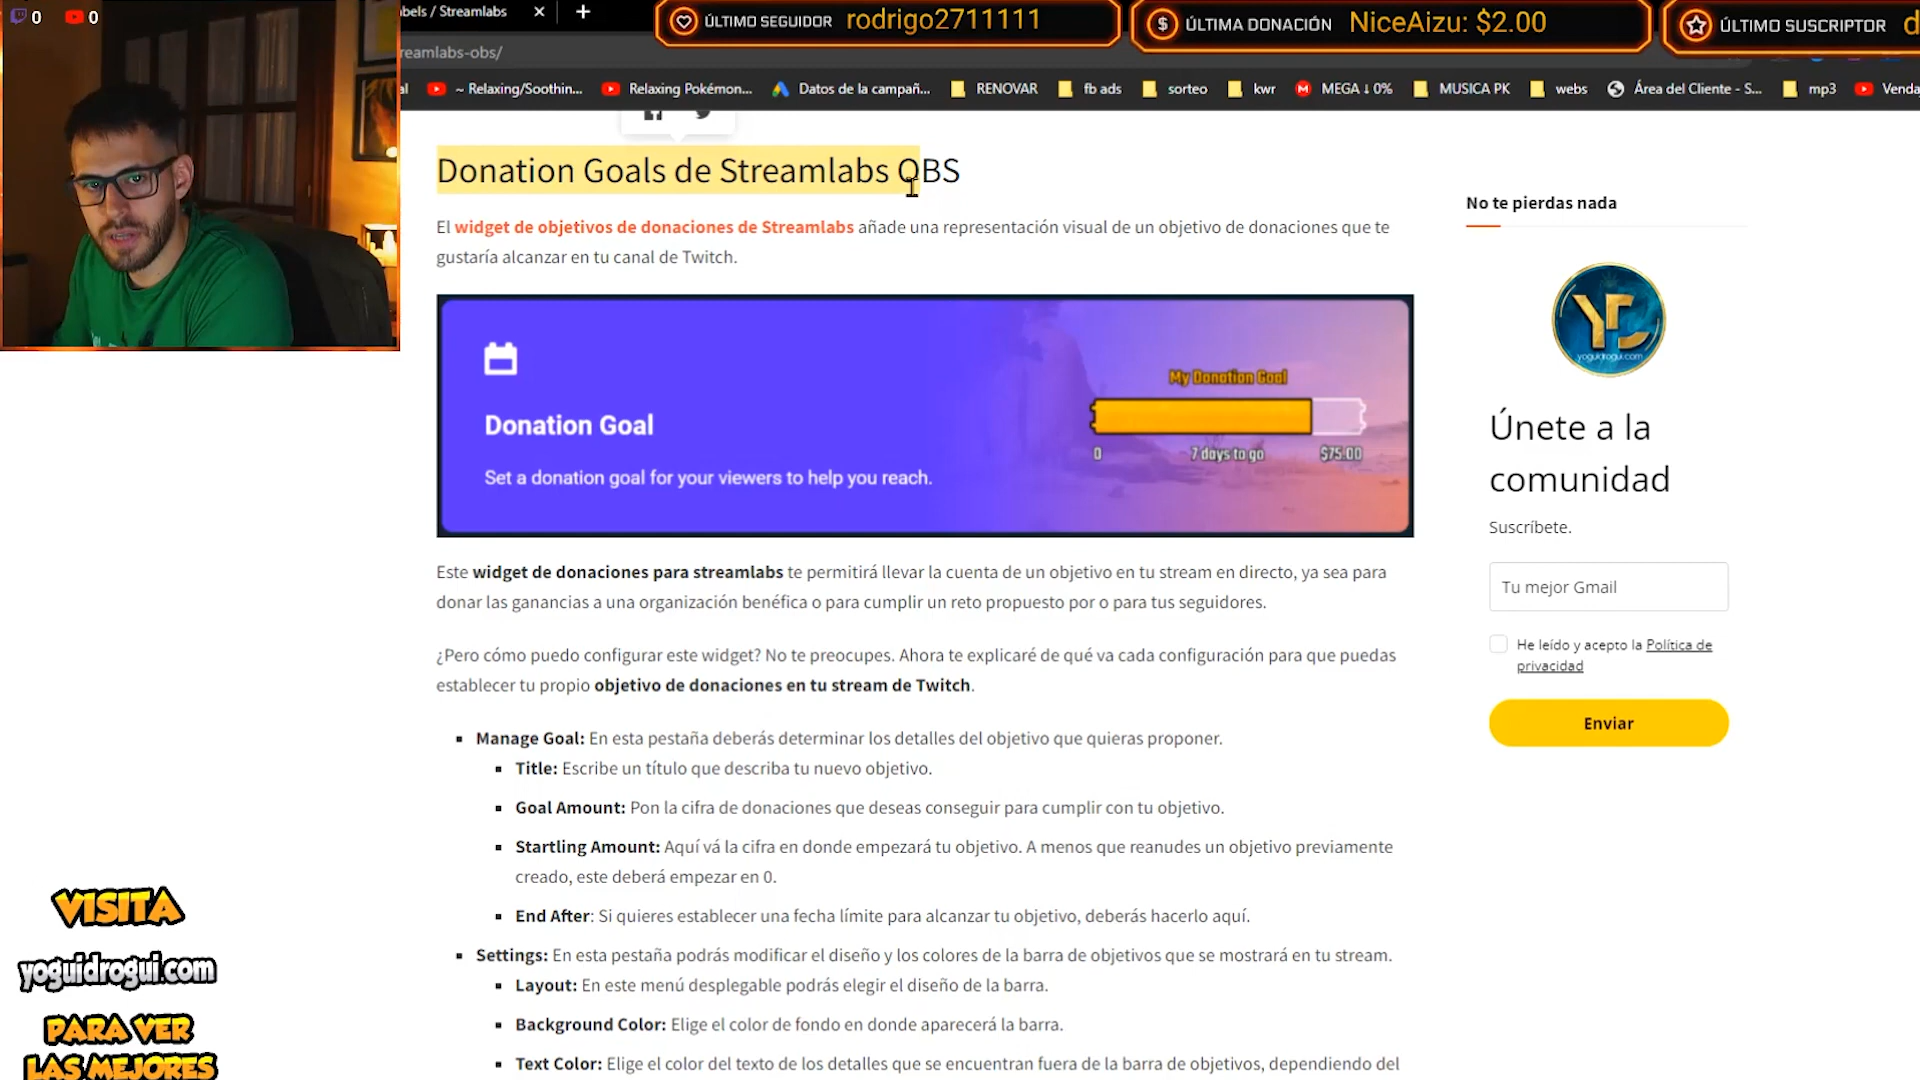 0 0
abels / Streamlabs
ÚLTIMO SEGUIDOR rodrigo2711111
ÚLTIMA DONACIÓN NiceAizu: $2.00
ÚLTIMO SUSCRIPTOR d
reamlabs-obs/
al
~ Relaxing/Soothin...
Relaxing Pokémon...
Datos de la campañ...
RENOVAR
fb ads
sorteo
kwr
MEGA ↓ 0%
MUSICA PK
webs
Área del Cliente - S...
mp3
Venda
Donation Goals de Streamlabs OBS
El widget de objetivos de donaciones de Streamlabs añade una representación visual de un objetivo de donaciones que te
gustaría alcanzar en tu canal de Twitch.
Donation Goal
Set a donation goal for your viewers to help you reach.
My Donation Goal
0 7 days to go $75.00
Este widget de donaciones para streamlabs te permitirá llevar la cuenta de un objetivo en tu stream en directo, ya sea para
donar las ganancias a una organización benéfica o para cumplir un reto propuesto por o para tus seguidores.
¿Pero cómo puedo configurar este widget? No te preocupes. Ahora te explicaré de qué va cada configuración para que puedas
establecer tu propio objetivo de donaciones en tu stream de Twitch.
Manage Goal: En esta pestaña deberás determinar los detalles del objetivo que quieras proponer.
Title: Escribe un título que describa tu nuevo objetivo.
Goal Amount: Pon la cifra de donaciones que deseas conseguir para cumplir con tu objetivo.
Startling Amount: Aquí vá la cifra en donde empezará tu objetivo. A menos que reanudes un objetivo previamente
creado, este deberá empezar en 0.
End After: Si quieres establecer una fecha límite para alcanzar tu objetivo, deberás hacerlo aquí.
Settings: En esta pestaña podrás modificar el diseño y los colores de la barra de objetivos que se mostrará en tu stream.
Layout: En este menú desplegable podrás elegir el diseño de la barra.
Background Color: Elige el color de fondo en donde aparecerá la barra.
Text Color: Elige el color del texto de los detalles que se encuentran fuera de la barra de objetivos, dependiendo del
No te pierdas nada
YD
yoguidrogui.com
Únete a la
comunidad
Suscríbete.
Tu mejor Gmail
He leído y acepto la Política de
privacidad
Enviar
VISITA
yoguidrogui.com
PARA VER
LAS MEJORES